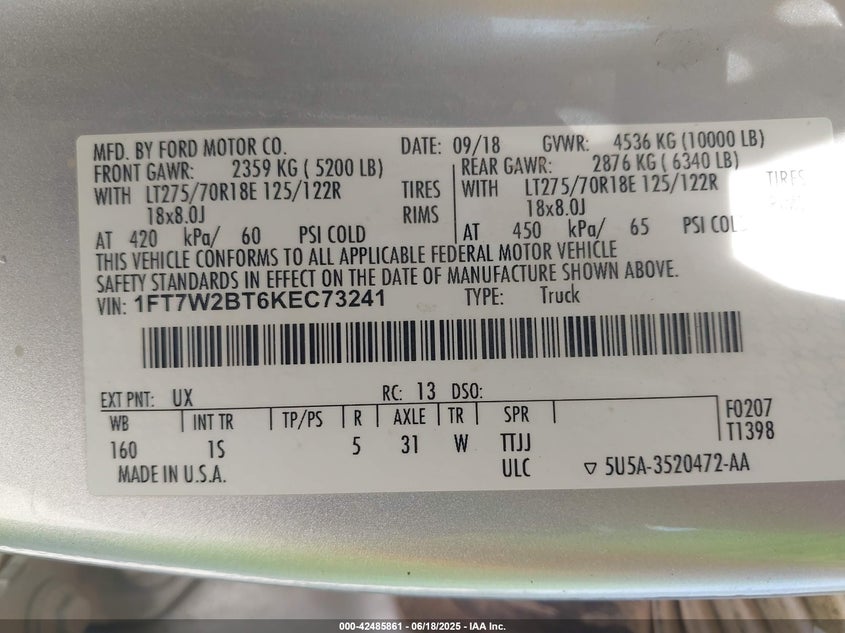 MFD. BY FORD MOTOR CO. DATE: 09/18 GVWR: 4536 KG (10000 LB)
FRONT GAWR: 2359 KG ( 5200 LB) REAR GAWR: 2876 KG ( 6340 LB)
WITH LT275/70R18E 125/122R TIRES WITH LT275/70R18E 125/122R TIRES
18x8.0J RIMS 18x8.0J
AT 420 kPa/ 60 PSI COLD AT 450 kPa/ 65 PSI COL
THIS VEHICLE CONFORMS TO ALL APPLICABLE FEDERAL MOTOR VEHICLE
SAFETY STANDARDS IN EFFECT ON THE DATE OF MANUFACTURE SHOWN ABOVE.
VIN: 1FT7W2BT6KEC73241 TYPE: Truck
EXT PNT: UX RC: 13 DSO:
WB INT TR TP/PS R AXLE TR SPR F0207
160 1S 5 31 W TTJJ T1398
MADE IN U.S.A. ULC ▽ 5U5A-3520472-AA
000-42485861 | 06/18/2025 - IAA Inc.